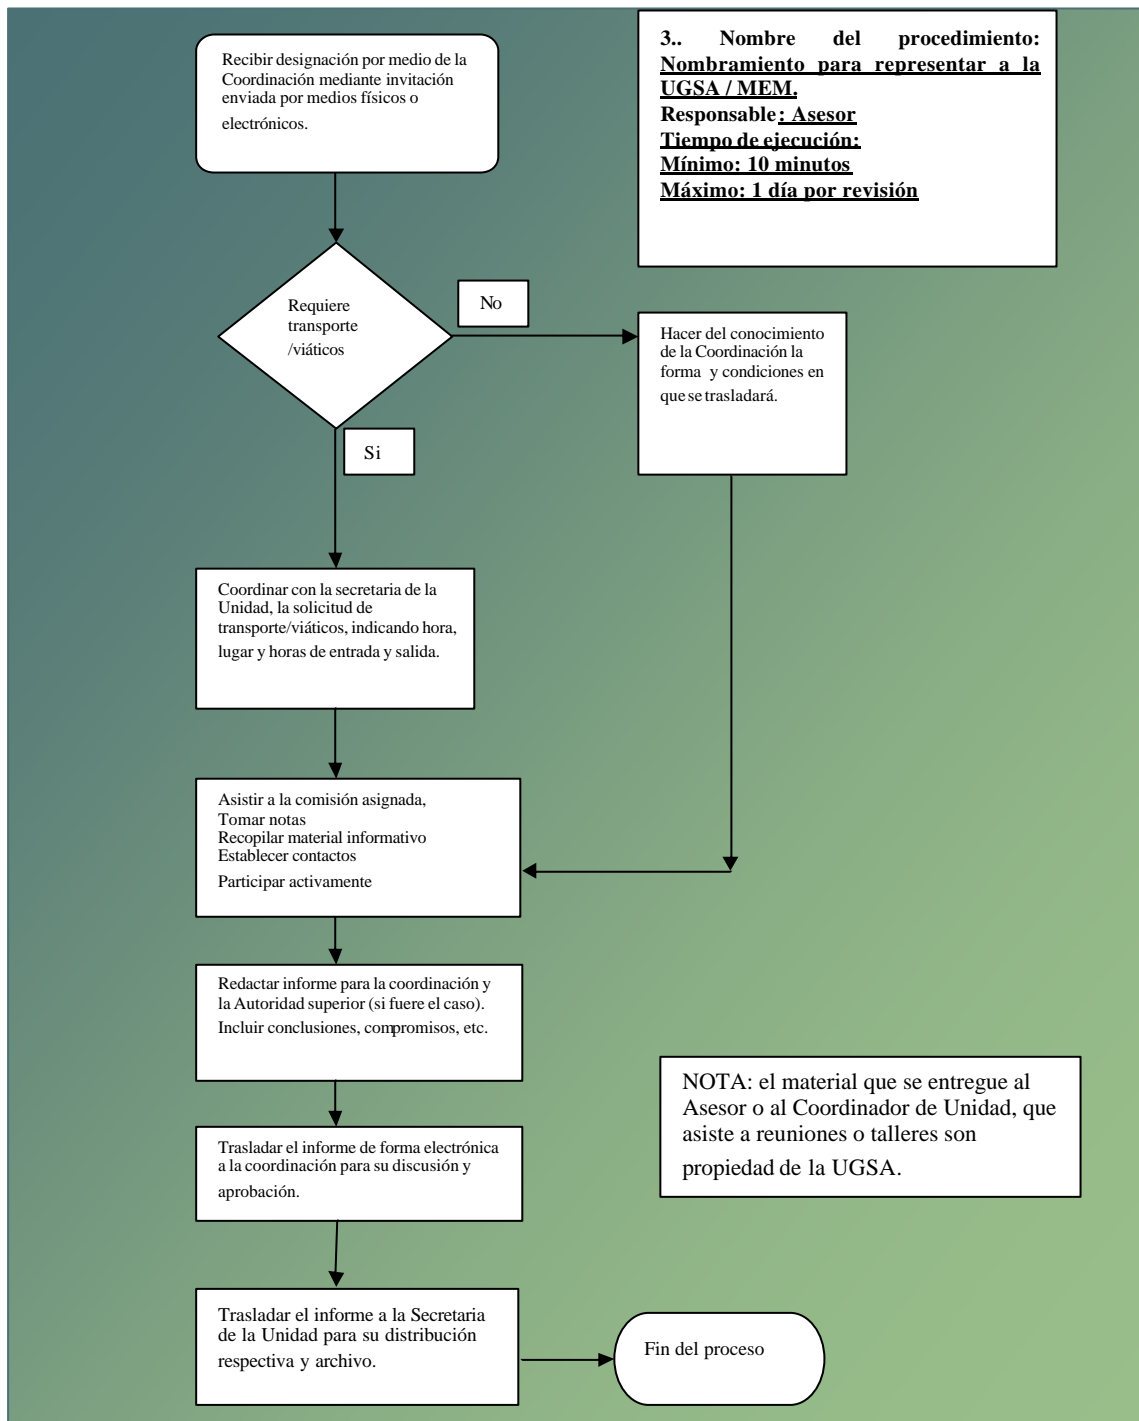 Recibir designación por medio de la
Coordinación mediante invitación
enviada por medios físicos o
electrónicos.
3.. Nombre del procedimiento:
Nombramiento para representar a la
UGSA / MEM.
Responsable: Asesor
Tiempo de ejecución:
Mínimo: 10 minutos
Máximo: 1 día por revisión
Requiere
transporte
/viáticos
No
Hacer del conocimiento
de la Coordinación la
forma y condiciones en
que se trasladará.
Si
Coordinar con la secretaria de la
Unidad, la solicitud de
transporte/viáticos, indicando hora,
lugar y horas de entrada y salida.
Asistir a la comisión asignada,
Tomar notas
Recopilar material informativo
Establecer contactos
Participar activamente
Redactar informe para la coordinación y
la Autoridad superior (si fuere el caso).
Incluir conclusiones, compromisos, etc.
NOTA: el material que se entregue al
Asesor o al Coordinador de Unidad, que
asiste a reuniones o talleres son
propiedad de la UGSA.
Trasladar el informe de forma electrónica
a la coordinación para su discusión y
aprobación.
Trasladar el informe a la Secretaria
de la Unidad para su distribución
respectiva y archivo.
Fin del proceso